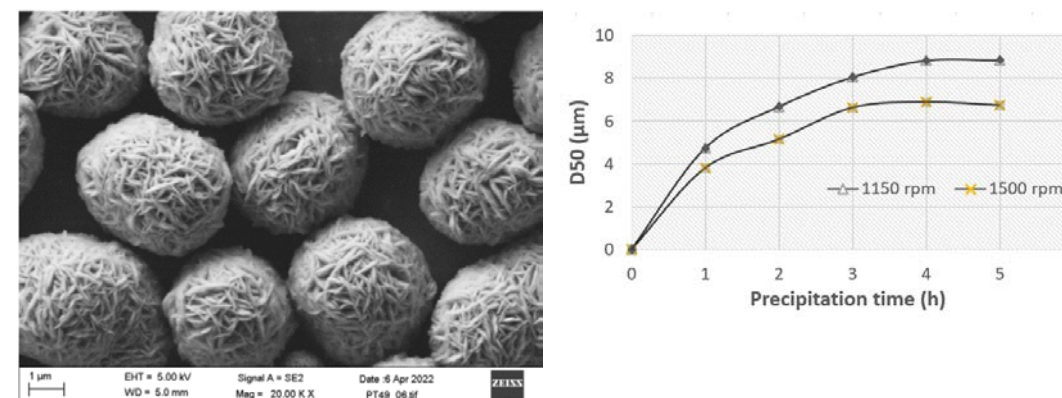 1 μm
EHT = 5.00 kV
WD = 5.0 mm
Signal A = SE2
Mag = 20.00 K X
Date :6 Apr 2022
PT49_06.tif
ZEISS
10
8
6
4
2
0
D50 (μm)
1150 rpm
1500 rpm
0 1 2 3 4 5
Precipitation time (h)